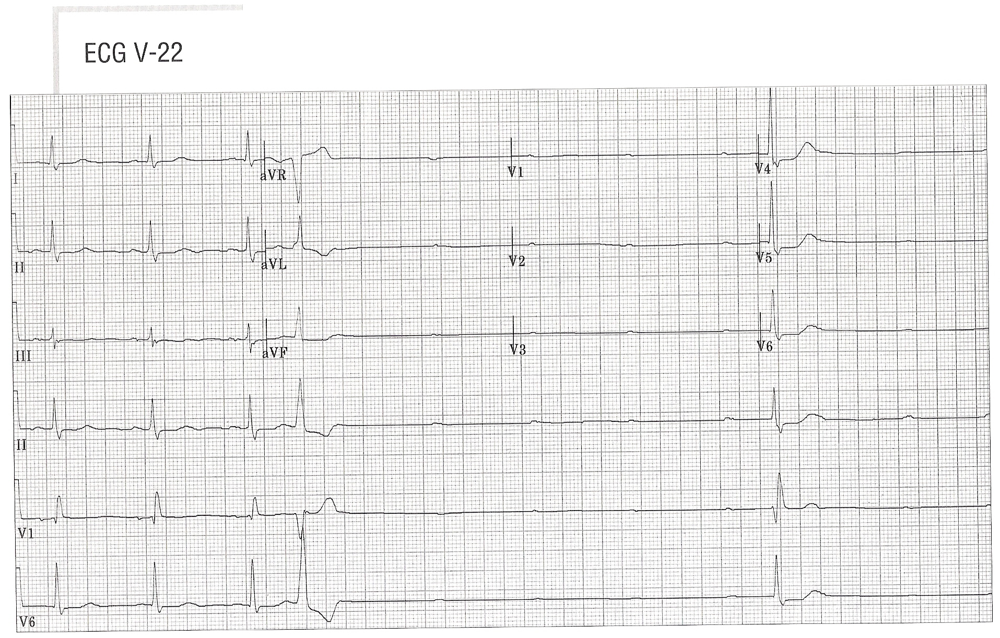 ECG V-22
I aVR V1 V4
II aVL V2 V5
III aVF V3 V6
II
V1
V6